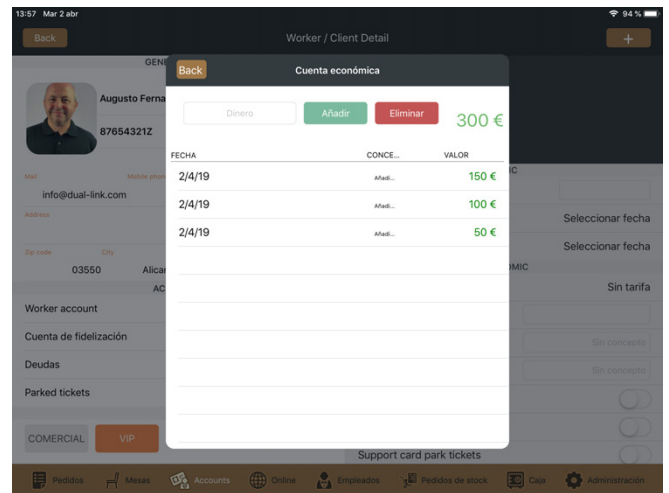 13:57 Mar 2 abr 94 %
Back Worker / Client Detail +
GENE
Back Cuenta económica
Augusto Ferna
Dinero Añadir Eliminar 300 €
87654321Z
FECHA CONCE... VALOR
Mail Mobile phon
2/4/19 Añadi... 150 €
info@dual-link.com
2/4/19 Añadi... 100 €
Address Seleccionar fecha
2/4/19 Añadi... 50 €
Seleccionar fecha
Zip code City
03550 Alica
OMIC
AC Sin tarifa
Worker account
Cuenta de fidelización Sin concepto
Deudas Sin concepto
Parked tickets
COMERCIAL VIP
Support card park tickets
Pedidos Mesas Accounts Online Empleados Pedidos de stock Caja Administración